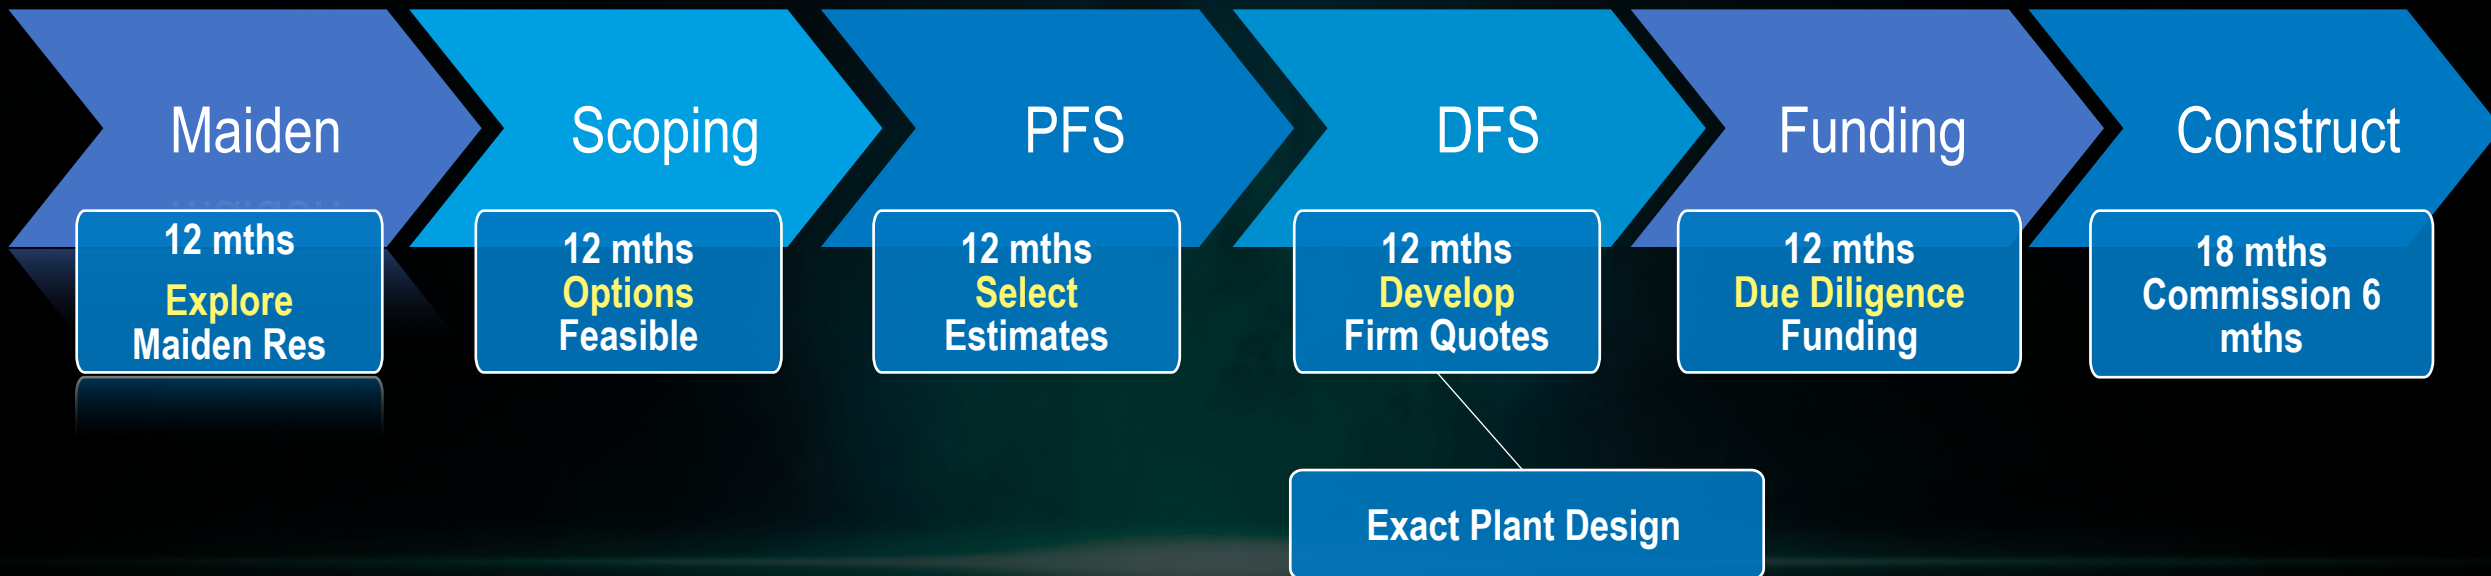 Maiden
Scoping
PFS
DFS
Funding
Construct
12 mths
Explore
Maiden Res
12 mths
Options
Feasible
12 mths
Select
Estimates
12 mths
Develop
Firm Quotes
12 mths
Due Diligence
Funding
18 mths
Commission 6
mths
Exact Plant Design